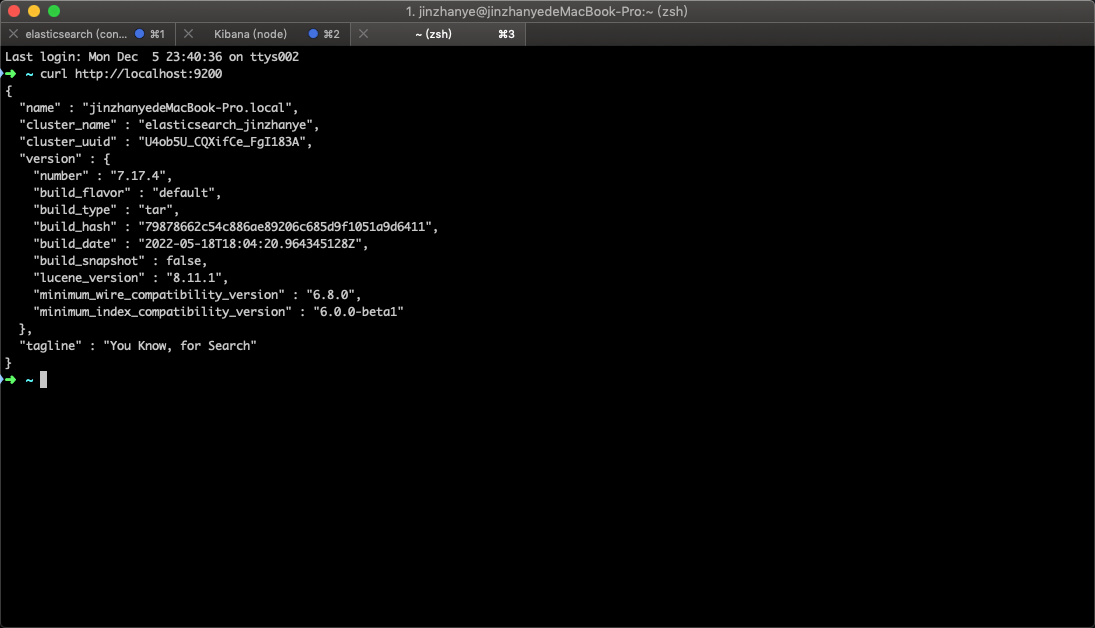 1. jinzhanye@jinzhanyedeMacBook-Pro:~ (zsh)
elasticsearch (con... ⌘1 Kibana (node) ⌘2 ~ (zsh) ⌘3
Last login: Mon Dec  5 23:40:36 on ttys002
➜ ~ curl http://localhost:9200
{
  "name" : "jinzhanyedeMacBook-Pro.local",
  "cluster_name" : "elasticsearch_jinzhanye",
  "cluster_uuid" : "U4ob5U_CQXifCe_FgI183A",
  "version" : {
    "number" : "7.17.4",
    "build_flavor" : "default",
    "build_type" : "tar",
    "build_hash" : "79878662c54c886ae89206c685d9f1051a9d6411",
    "build_date" : "2022-05-18T18:04:20.964345128Z",
    "build_snapshot" : false,
    "lucene_version" : "8.11.1",
    "minimum_wire_compatibility_version" : "6.8.0",
    "minimum_index_compatibility_version" : "6.0.0-beta1"
  },
  "tagline" : "You Know, for Search"
}
➜ ~